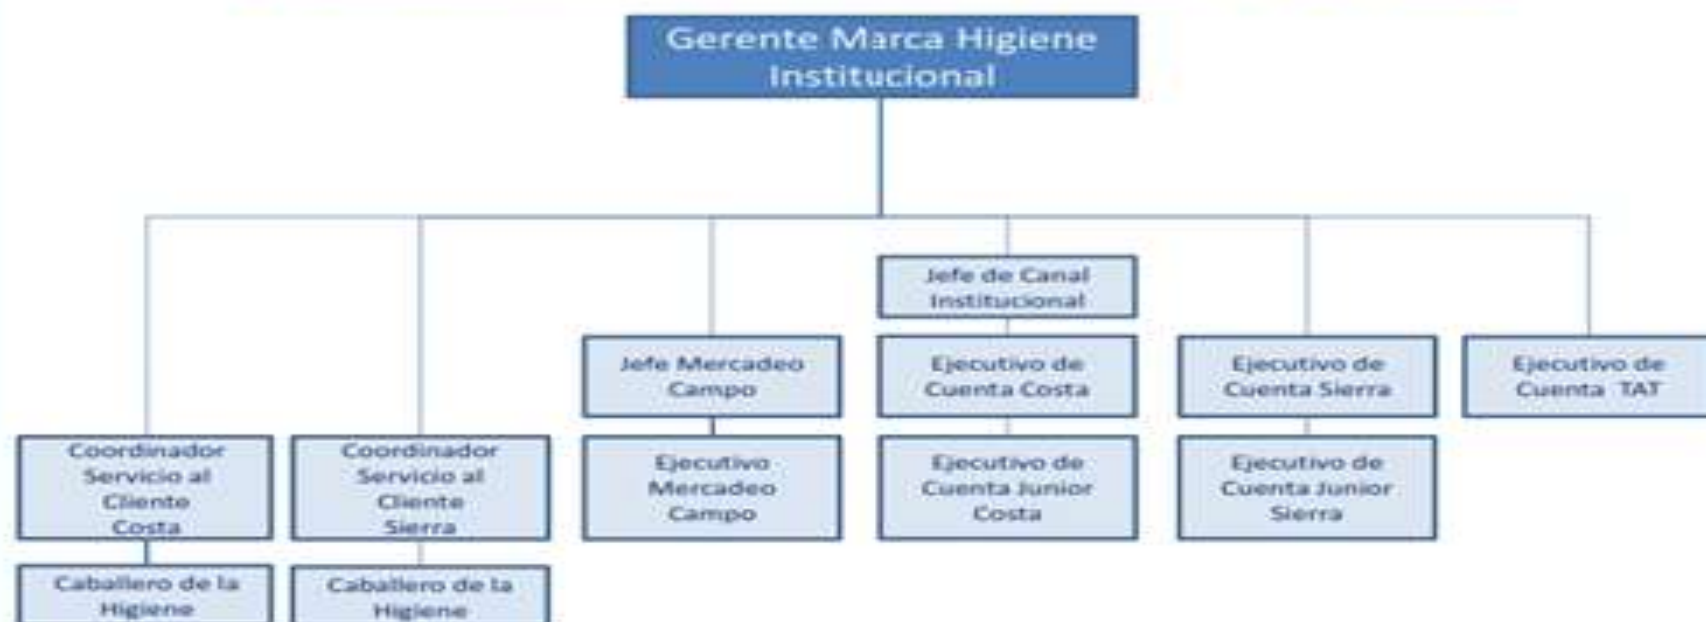 Gerente Marca Higiene
Institucional
Jefe de Canal
Institucional
Jefe Mercadeo
Campo
Ejecutivo de
Cuenta Costa
Ejecutivo de
Cuenta Sierra
Ejecutivo de
Cuenta TAT
Coordinador
Servicio al
Cliente
Costa
Coordinador
Servicio al
Cliente
Sierra
Ejecutivo
Mercadeo
Campo
Ejecutivo de
Cuenta Junior
Costa
Ejecutivo de
Cuenta Junior
Sierra
Caballero de la
Higiene
Caballero de la
Higiene